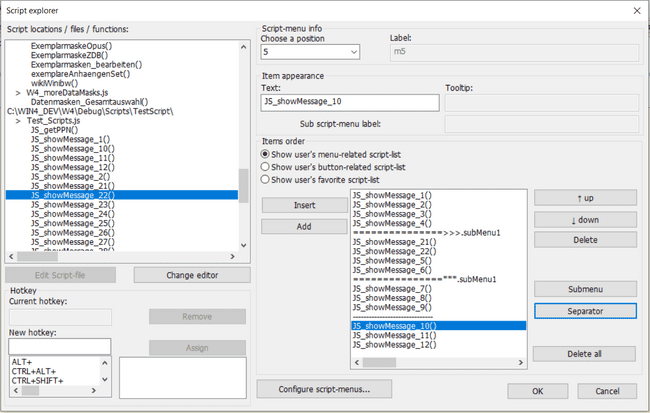 Script explorer
Script locations / files / functions:
ExemplarmaskeOpus()
ExemplarmaskeZDB()
Exemplarmasken_bearbeiten()
exemplareAnhaengenSet()
wikiWinibw()
> W4_moreDataMasks.js
Datenmasken_Gesamtauswahl()
C:\WIN4_DEV\W4\Debug\Scripts\TestScript\
> Test_Scripts.js
JS_getPPN()
JS_showMessage_1()
JS_showMessage_10()
JS_showMessage_11()
JS_showMessage_12()
JS_showMessage_2()
JS_showMessage_21()
JS_showMessage_22()
JS_showMessage_23()
JS_showMessage_24()
JS_showMessage_25()
JS_showMessage_26()
JS_showMessage_27()
JS_showMessage_28()
Edit Script-file
Change editor
Hotkey
Current hotkey:
Remove
New hotkey:
Assign
ALT+
CTRL+ALT+
CTRL+SHIFT+
Script-menu info
Choose a position
Label:
5
m5
Item appearance
Text:
Tooltip:
JS_showMessage_10
Sub script-menu label:
Items order
Show user's menu-related script-list
Show user's button-related script-list
Show user's favorite script-list
Insert
Add
JS_showMessage_1()
JS_showMessage_2()
JS_showMessage_3()
JS_showMessage_4()
=================>>>.subMenu1
JS_showMessage_21()
JS_showMessage_22()
JS_showMessage_5()
JS_showMessage_6()
=================***.subMenu1
JS_showMessage_7()
JS_showMessage_8()
JS_showMessage_9()
------------------------------
JS_showMessage_10()
JS_showMessage_11()
JS_showMessage_12()
↑ up
↓ down
Delete
Submenu
Separator
Delete all
Configure script-menus...
OK
Cancel